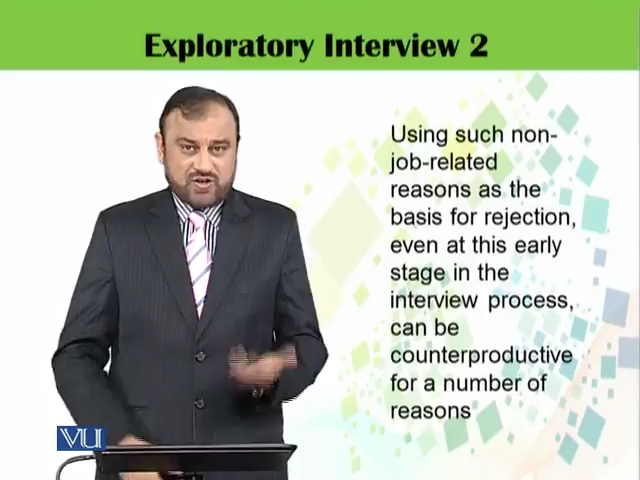 Exploratory Interview 2
Using such non-
job-related
reasons as the
basis for rejection,
even at this early
stage in the
interview process,
can be
counterproductive
for a number of
reasons
VU